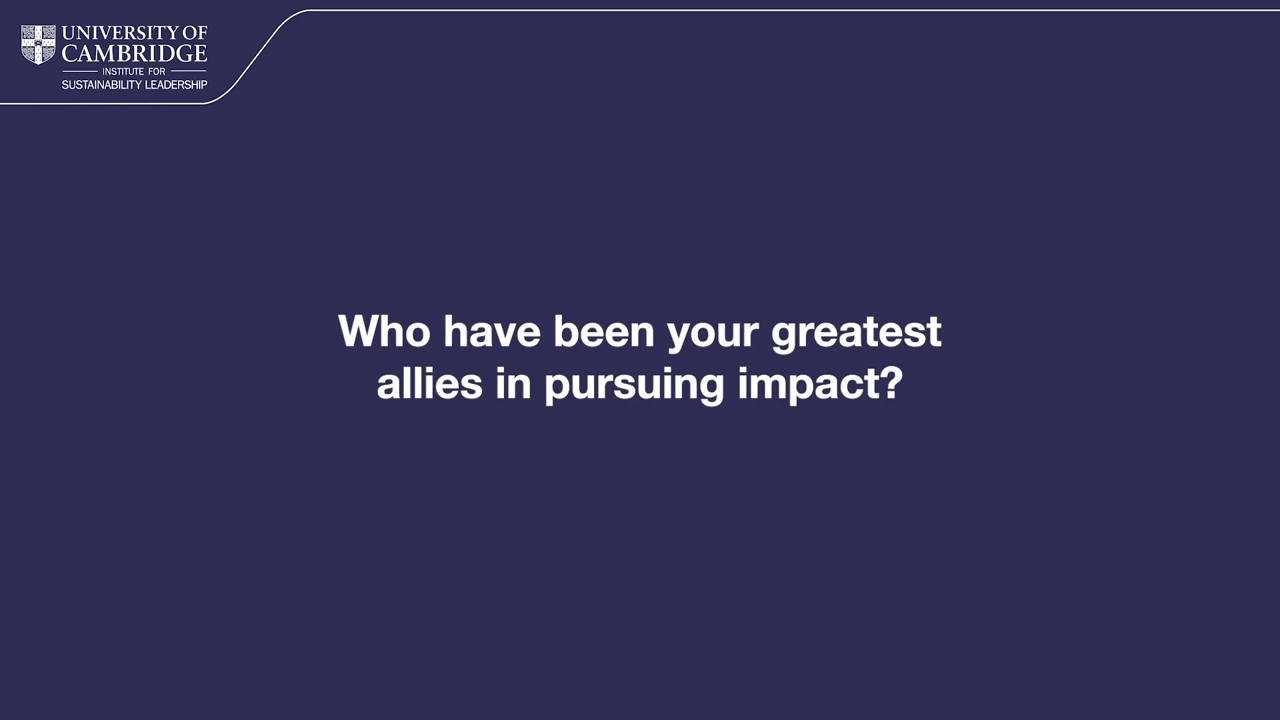 UNIVERSITY OF
CAMBRIDGE
INSTITUTE FOR
SUSTAINABILITY LEADERSHIP
Who have been your greatest
allies in pursuing impact?